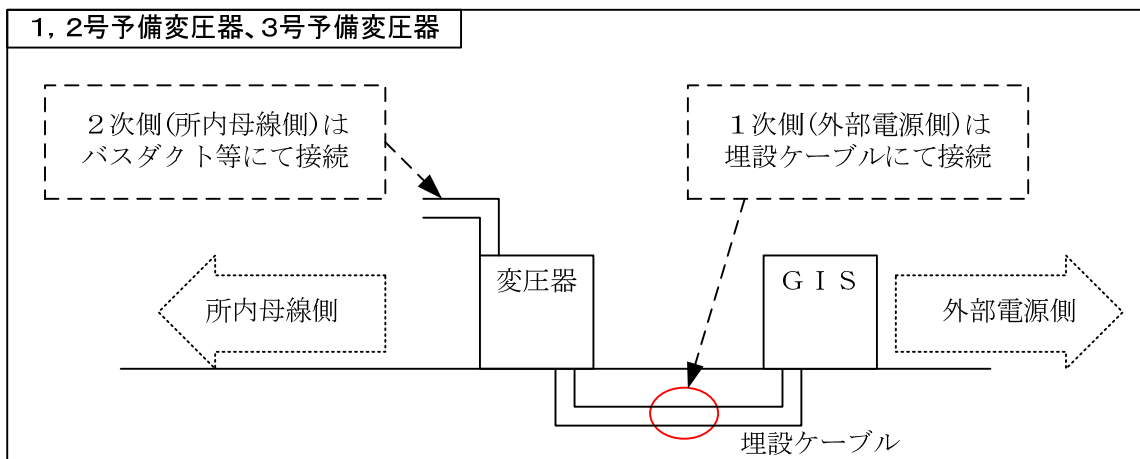 1，2号予備変圧器、3号予備変圧器
２次側(所内母線側)は
バスダクト等にて接続
１次側(外部電源側)は
埋設ケーブルにて接続
変圧器
ＧＩＳ
所内母線側
外部電源側
埋設ケーブル